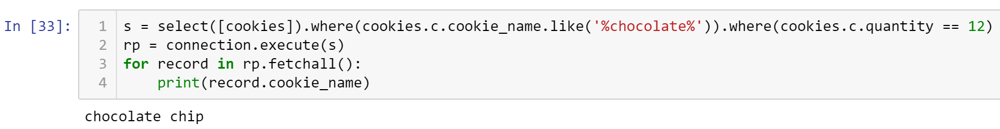 In [33]:
1 s = select([cookies]).where(cookies.c.cookie_name.like('%chocolate%')).where(cookies.c.quantity == 12)
2 rp = connection.execute(s)
3 for record in rp.fetchall():
4     print(record.cookie_name)
chocolate chip